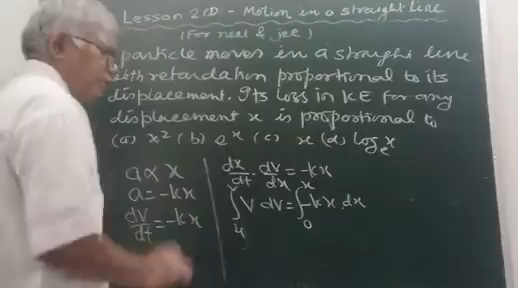 Lesson 2(D) - Motion in a straight line
(For neet & jee)
particle moves in a straight line
with retardation proportional to its
displacement. Its loss in KE for any
displacement x is proportional to
(a) x² (b) eˣ (c) x (d) logₑx
a ∝ x
a = -kx
dv/dt = -kx
dx/dt . dv/dx = -kx
∫ᵤᵛ V dv = ∫₀ˣ -kx dx